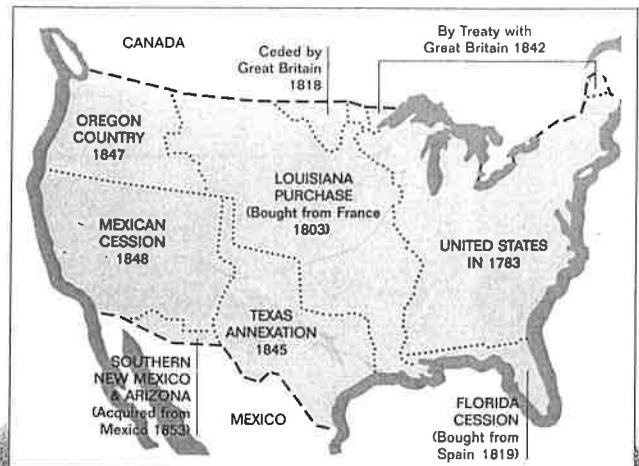 CANADA
Ceded by
Great Britain
1818
By Treaty with
Great Britain 1842
OREGON
COUNTRY
1847
LOUISIANA
PURCHASE
(Bought from France
1803)
MEXICAN
CESSION
1848
UNITED STATES
IN 1783
TEXAS
ANNEXATION
1845
SOUTHERN
NEW MEXICO
& ARIZONA
(Acquired from
Mexico 1853)
MEXICO
FLORIDA
CESSION
(Bought from
Spain 1819)